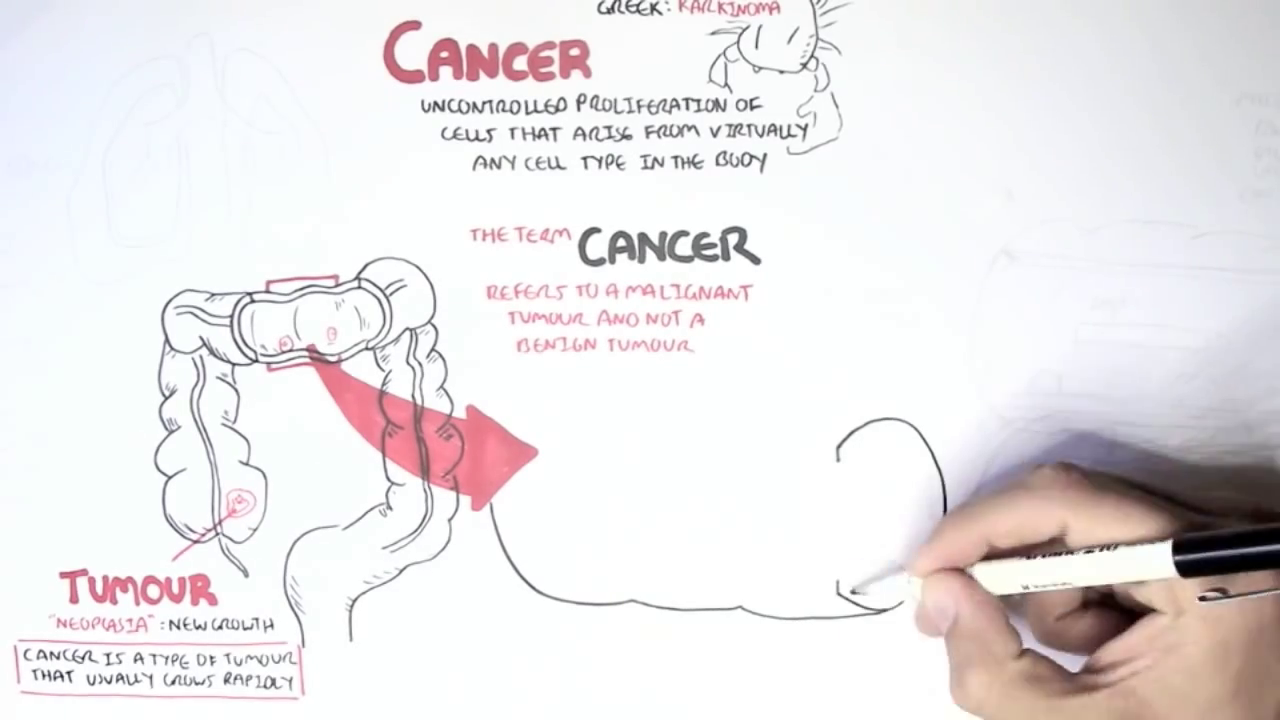 GREEK: KARKINOMA
CANCER
UNCONTROLLED PROLIFERATION OF
CELLS THAT ARISE FROM VIRTUALLY
ANY CELL TYPE IN THE BODY
THE TERM CANCER
REFERS TO A MALIGNANT
TUMOUR AND NOT A
BENIGN TUMOUR
TUMOUR
"NEOPLASIA" : NEW GROWTH
CANCER IS A TYPE OF TUMOUR
THAT USUALLY GROWS RAPIDLY